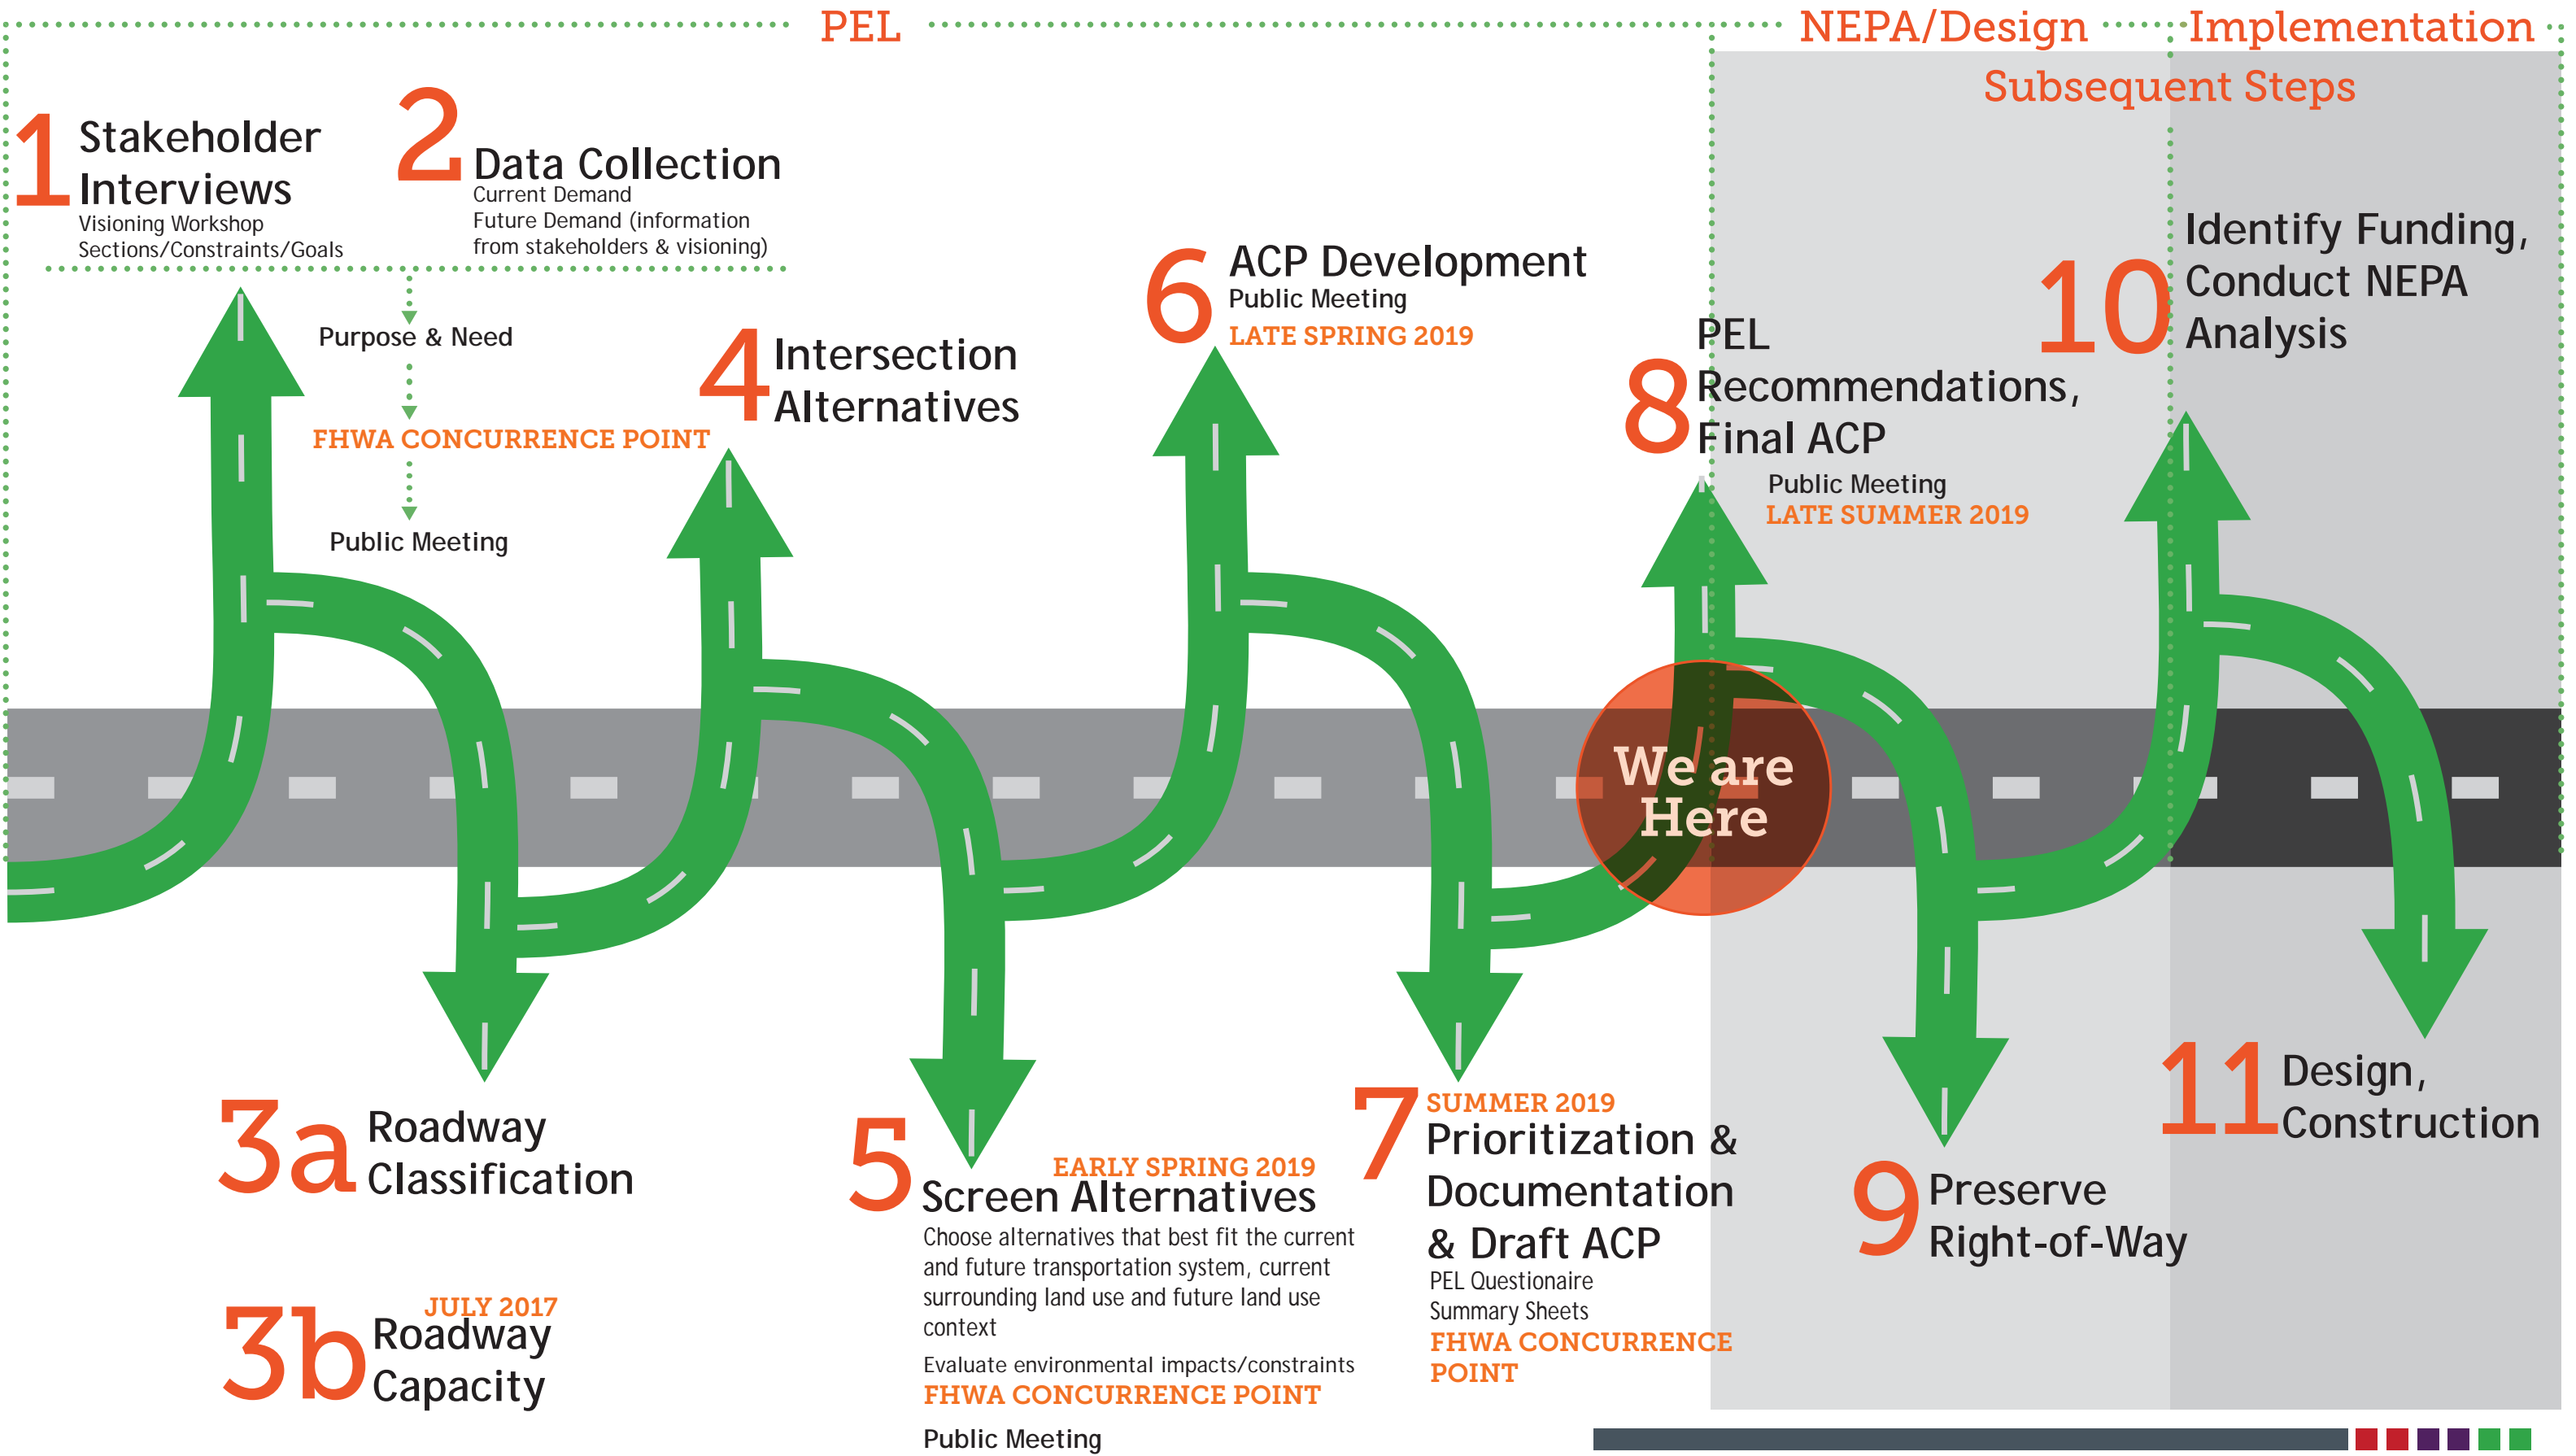 PEL
NEPA/Design
Implementation
Subsequent Steps
1
Stakeholder
Interviews
Visioning Workshop
Sections/Constraints/Goals
2
Data Collection
Current Demand
Future Demand (information
from stakeholders & visioning)
Purpose & Need
FHWA CONCURRENCE POINT
Public Meeting
3a
Roadway
Classification
3b
JULY 2017
Roadway
Capacity
4
Intersection
Alternatives
5
EARLY SPRING 2019
Screen Alternatives
Choose alternatives that best fit the current
and future transportation system, current
surrounding land use and future land use
context
Evaluate environmental impacts/constraints
FHWA CONCURRENCE POINT
Public Meeting
6
ACP Development
Public Meeting
LATE SPRING 2019
7
SUMMER 2019
Prioritization &
Documentation
& Draft ACP
PEL Questionaire
Summary Sheets
FHWA CONCURRENCE
POINT
8
PEL
Recommendations,
Final ACP
Public Meeting
LATE SUMMER 2019
We are
Here
9
Preserve
Right-of-Way
10
Identify Funding,
Conduct NEPA
Analysis
11
Design,
Construction